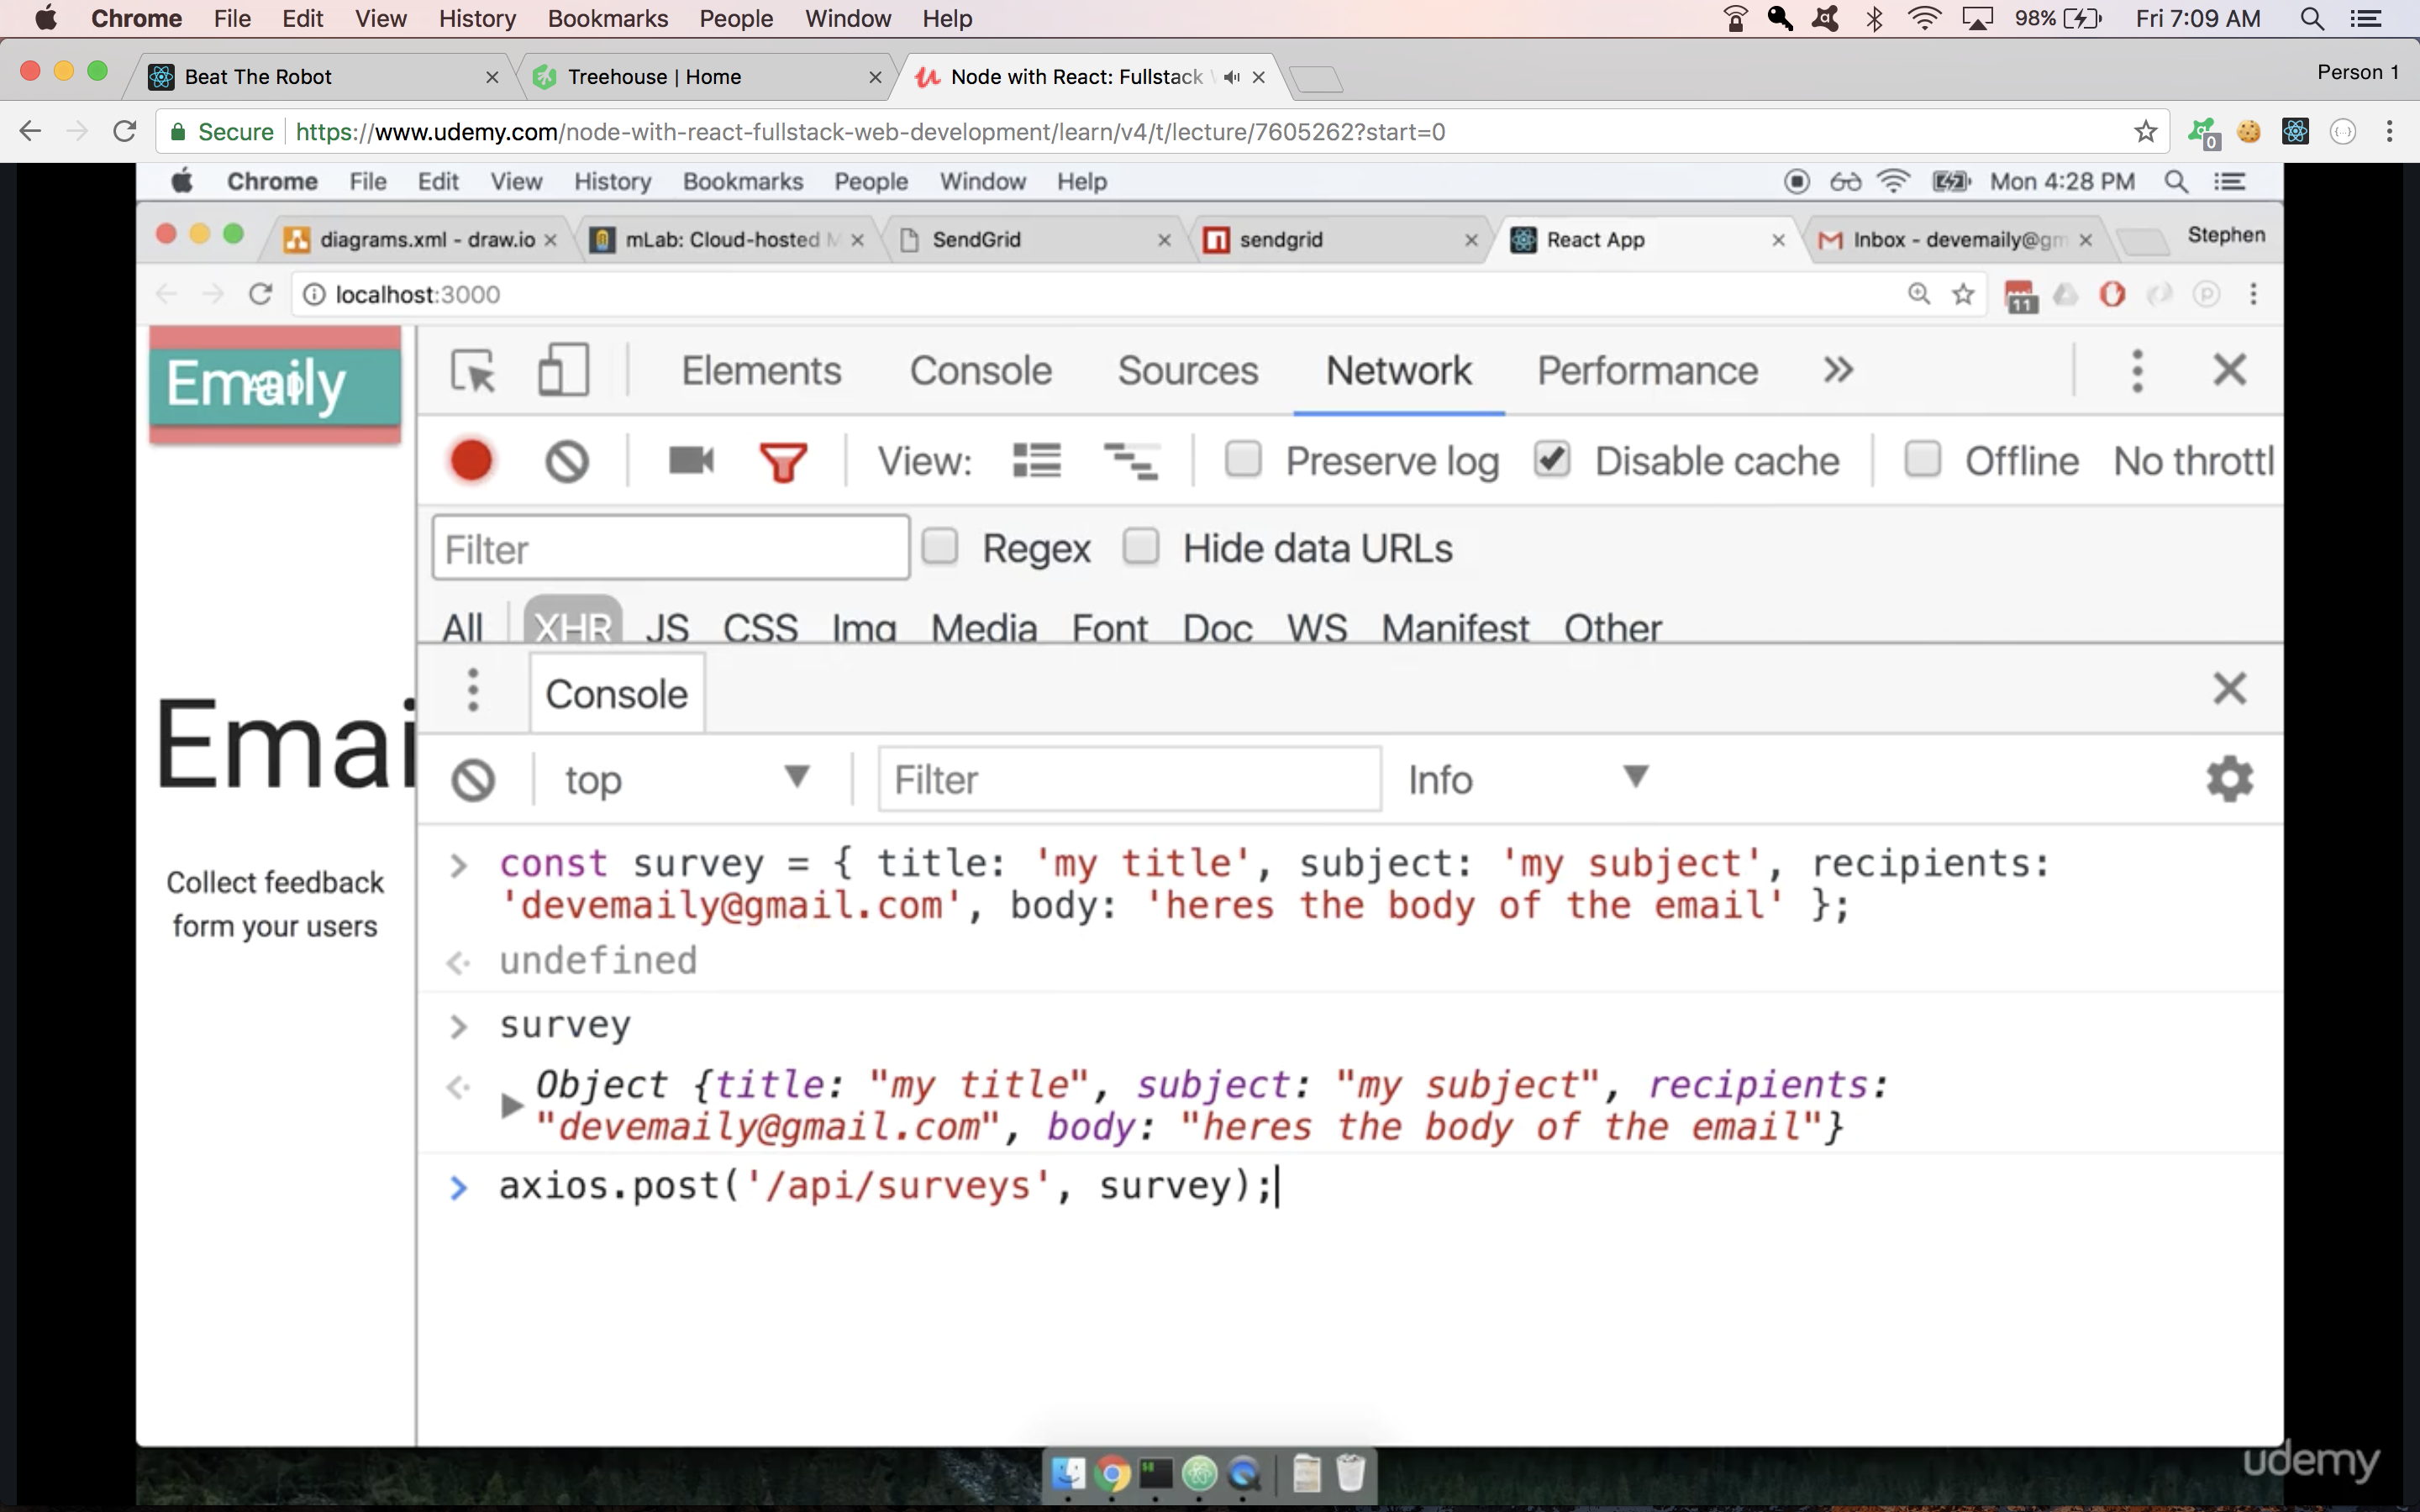 Chrome File Edit View History Bookmarks People Window Help 98% Fri 7:09 AM
Beat The Robot Treehouse | Home Node with React: Fullstack Person 1
Secure https://www.udemy.com/node-with-react-fullstack-web-development/learn/v4/t/lecture/7605262?start=0 0
Chrome File Edit View History Bookmarks People Window Help Mon 4:28 PM
diagrams.xml - draw.io mLab: Cloud-hosted M SendGrid sendgrid React App Inbox - devemaily@gm Stephen
localhost:3000 11
Emaily
Elements Console Sources Network Performance
View: Preserve log Disable cache Offline No throttl
Filter Regex Hide data URLs
All XHR JS CSS Img Media Font Doc WS Manifest Other
Console
Emai
top Filter Info
Collect feedback
form your users
const survey = { title: 'my title', subject: 'my subject', recipients:
'devemaily@gmail.com', body: 'heres the body of the email' };
undefined
survey
Object {title: "my title", subject: "my subject", recipients:
"devemaily@gmail.com", body: "heres the body of the email"}
axios.post('/api/surveys', survey);
udemy